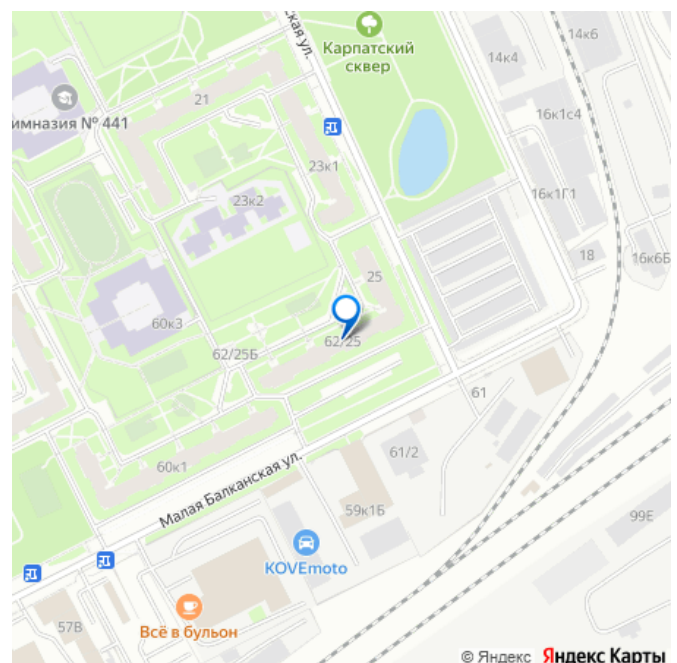 ская ул.
Карпатский
сквер
14к6
14к4
имназия № 441
21
16к1с4
23к1
23к2
16к1Г1
18
16к6Б
25
60к3
62/25
62/25Б
61
61/2
60к1
Малая Балканская ул.
59к1Б
99Е
KOVEmoto
57В
Всё в бульон
© Яндекс Яндекс Карты